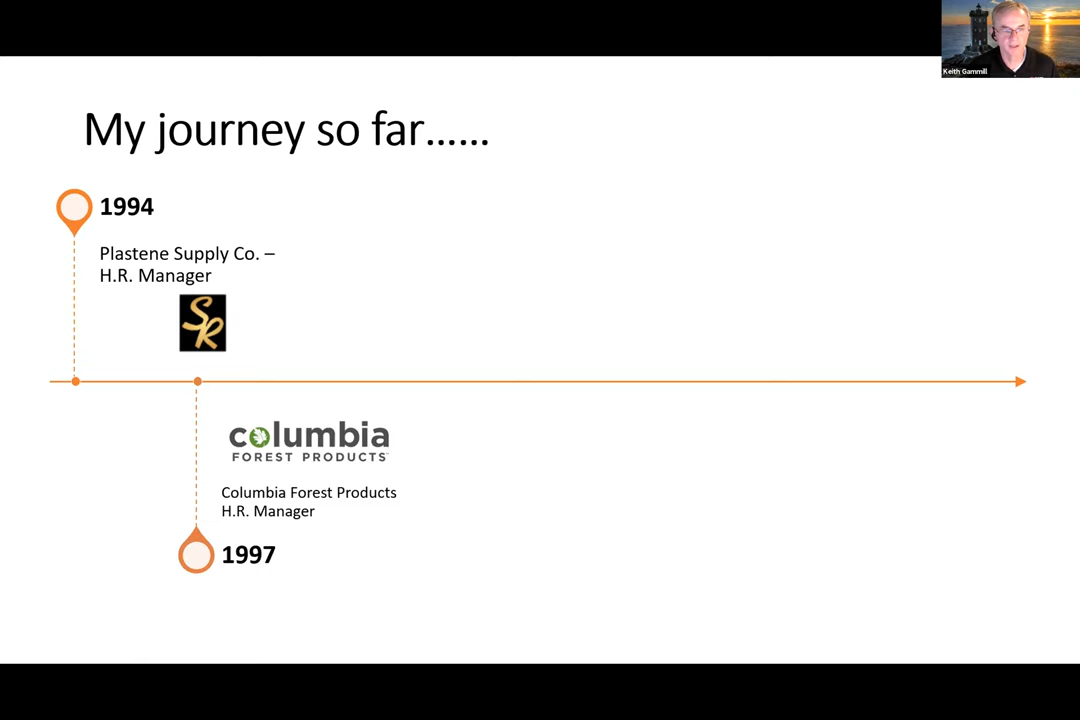 Keith Gammill
My journey so far……
1994
Plastene Supply Co. –
H.R. Manager
SR
columbia
FOREST PRODUCTS
Columbia Forest Products
H.R. Manager
1997